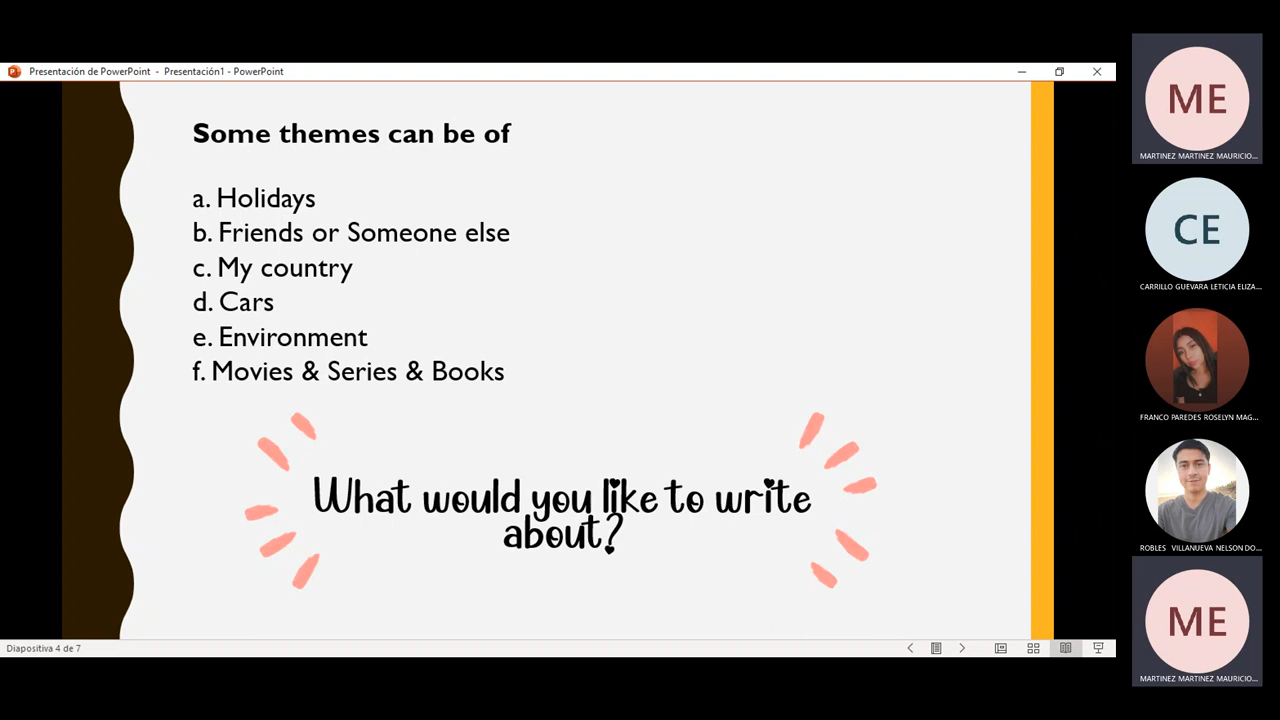 Presentación de PowerPoint - Presentación1 - PowerPoint
Some themes can be of
a. Holidays
b. Friends or Someone else
c. My country
d. Cars
e. Environment
f. Movies & Series & Books
What would you like to write
about?
Diapositiva 4 de 7
ME
MARTINEZ MARTINEZ MAURICIO...
CE
CARRILLO GUEVARA LETICIA ELIZA...
FRANCO PAREDES ROSELYN MAG...
ROBLES VILLANUEVA NELSON DO...
ME
MARTINEZ MARTINEZ MAURICIO...